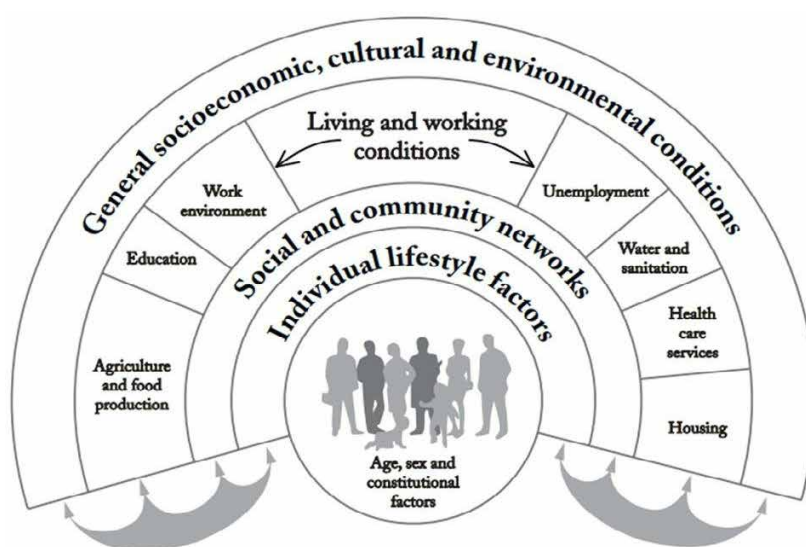 General socioeconomic, cultural and environmental conditions
Living and working
conditions
Work
environment
Unemployment
Education
Water and
sanitation
Social and community networks
Individual lifestyle factors
Agriculture
and food
production
Health
care
services
Housing
Age, sex and
constitutional
factors